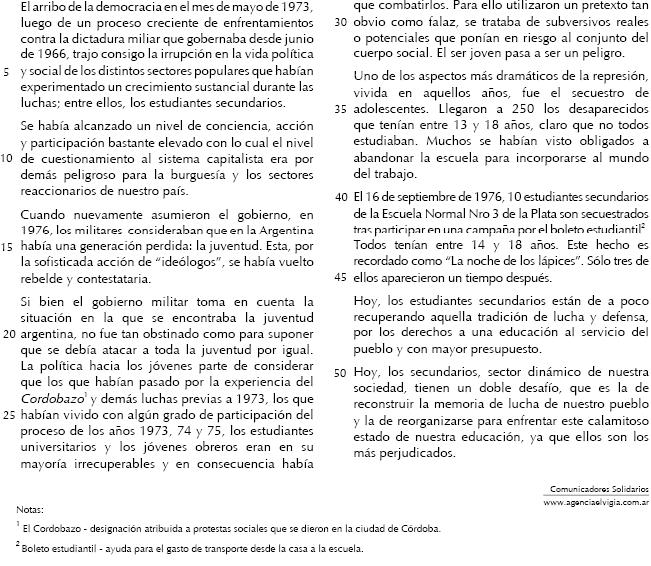 El arribo de la democracia en el mes de mayo de 1973,
luego de un proceso creciente de enfrentamientos
contra la dictadura miliar que gobernaba desde junio
de 1966, trajo consigo la irrupción en la vida política
5 y social de los distintos sectores populares que habían
experimentado un crecimiento sustancial durante las
luchas; entre ellos, los estudiantes secundarios.
Se había alcanzado un nivel de conciencia, acción
y participación bastante elevado con lo cual el nivel
10 de cuestionamiento al sistema capitalista era por
demás peligroso para la burguesía y los sectores
reaccionarios de nuestro país.
Cuando nuevamente asumieron el gobierno, en
1976, los militares consideraban que en la Argentina
15 había una generación perdida: la juventud. Esta, por
la sofisticada acción de “ideólogos”, se había vuelto
rebelde y contestataria.
Si bien el gobierno militar toma en cuenta la
situación en la que se encontraba la juventud
20 argentina, no fue tan obstinado como para suponer
que se debía atacar a toda la juventud por igual.
La política hacia los jóvenes parte de considerar
que los que habían pasado por la experiencia del
Cordobazo¹ y demás luchas previas a 1973, los que
25 habían vivido con algún grado de participación del
proceso de los años 1973, 74 y 75, los estudiantes
universitarios y los jóvenes obreros eran en su
mayoría irrecuperables y en consecuencia había
que combatirlos. Para ello utilizaron un pretexto tan
30 obvio como falaz, se trataba de subversivos reales
o potenciales que ponían en riesgo al conjunto del
cuerpo social. El ser joven pasa a ser un peligro.
Uno de los aspectos más dramáticos de la represión,
vivida en aquellos años, fue el secuestro de
35 adolescentes. Llegaron a 250 los desaparecidos
que tenían entre 13 y 18 años, claro que no todos
estudiaban. Muchos se habían visto obligados a
abandonar la escuela para incorporarse al mundo
del trabajo.
40 El 16 de septiembre de 1976, 10 estudiantes secundarios
de la Escuela Normal Nro 3 de la Plata son secuestrados
tras participar en una campaña por el boleto estudiantil²
Todos tenían entre 14 y 18 años. Este hecho es
recordado como “La noche de los lápices”. Sólo tres de
45 ellos aparecieron un tiempo después.
Hoy, los estudiantes secundarios están de a poco
recuperando aquella tradición de lucha y defensa,
por los derechos a una educación al servicio del
pueblo y con mayor presupuesto.
50 Hoy, los secundarios, sector dinámico de nuestra
sociedad, tienen un doble desafío, que es la de
reconstruir la memoria de lucha de nuestro pueblo
y la de reorganizarse para enfrentar este calamitoso
estado de nuestra educación, ya que ellos son los
más perjudicados.
Comunicadores Solidarios
www.agenciaelvigia.com.ar
Notas:
¹ El Cordobazo - designación atribuida a protestas sociales que se dieron en la ciudad de Córdoba.
² Boleto estudiantil - ayuda para el gasto de transporte desde la casa a la escuela.